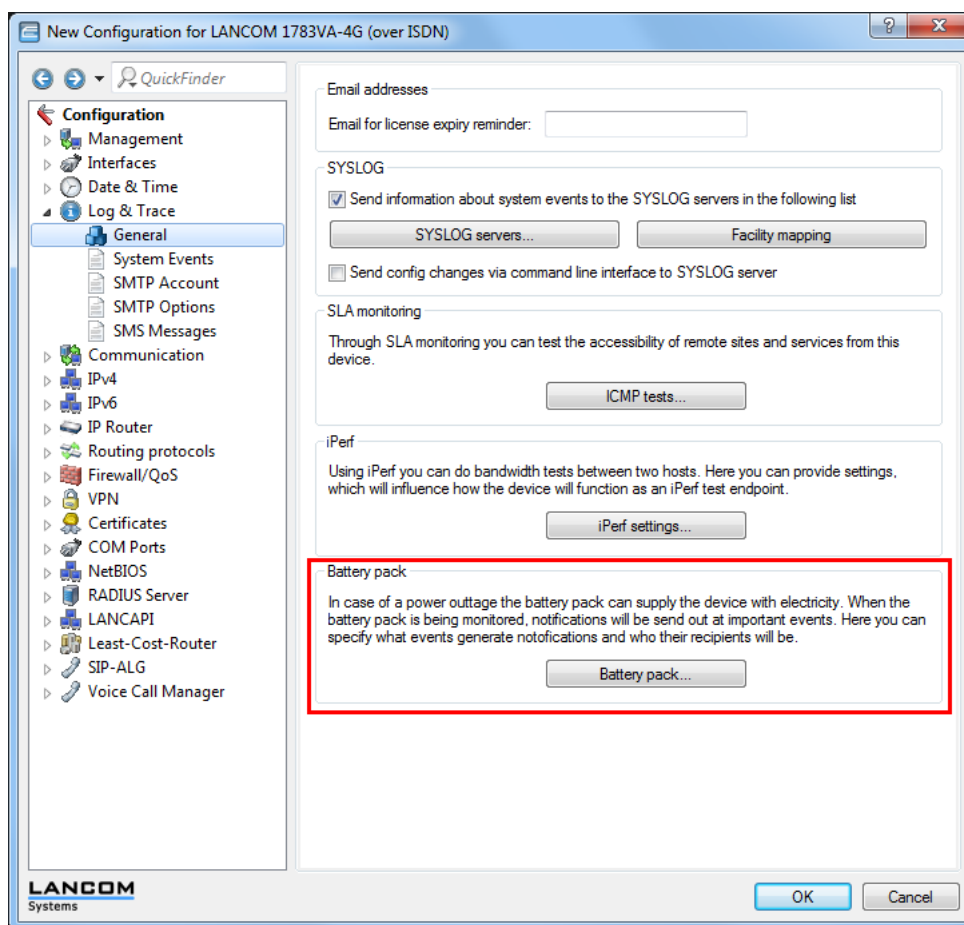 New Configuration for LANCOM 1783VA-4G (over ISDN)
QuickFinder
Configuration
Management
Interfaces
Date & Time
Log & Trace
General
System Events
SMTP Account
SMTP Options
SMS Messages
Communication
IPv4
IPv6
IP Router
Routing protocols
Firewall/QoS
VPN
Certificates
COM Ports
NetBIOS
RADIUS Server
LANCAPI
Least-Cost-Router
SIP-ALG
Voice Call Manager
Email addresses
Email for license expiry reminder:
SYSLOG
Send information about system events to the SYSLOG servers in the following list
SYSLOG servers... Facility mapping
Send config changes via command line interface to SYSLOG server
SLA monitoring
Through SLA monitoring you can test the accessibility of remote sites and services from this
device.
ICMP tests...
iPerf
Using iPerf you can do bandwidth tests between two hosts. Here you can provide settings,
which will influence how the device will function as an iPerf test endpoint.
iPerf settings...
Battery pack
In case of a power outtage the battery pack can supply the device with electricity. When the
battery pack is being monitored, notifications will be send out at important events. Here you can
specify what events generate notofications and who their recipients will be.
Battery pack...
LANCOM
Systems
OK Cancel